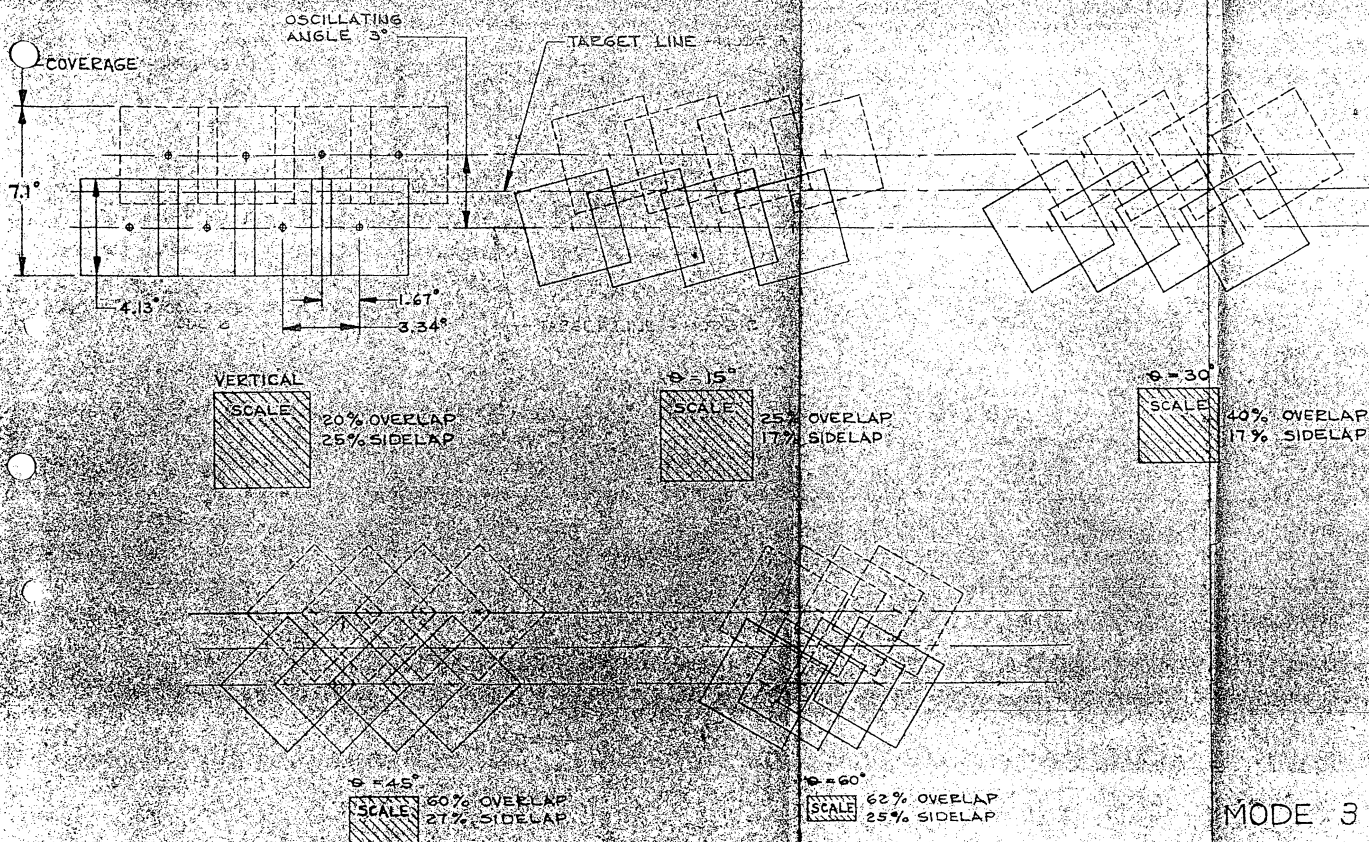 OSCILLATING
ANGLE 3°
TARGET LINE
COVERAGE
7.1°
4.13°
1.67°
3.34°
VERTICAL
SCALE
20% OVERLAP
25% SIDELAP
θ = 15°
SCALE
25% OVERLAP
17% SIDELAP
θ = 30°
SCALE
40% OVERLAP
17% SIDELAP
θ = 45°
SCALE
60% OVERLAP
27% SIDELAP
θ = 60°
SCALE
62% OVERLAP
25% SIDELAP
MODE 3